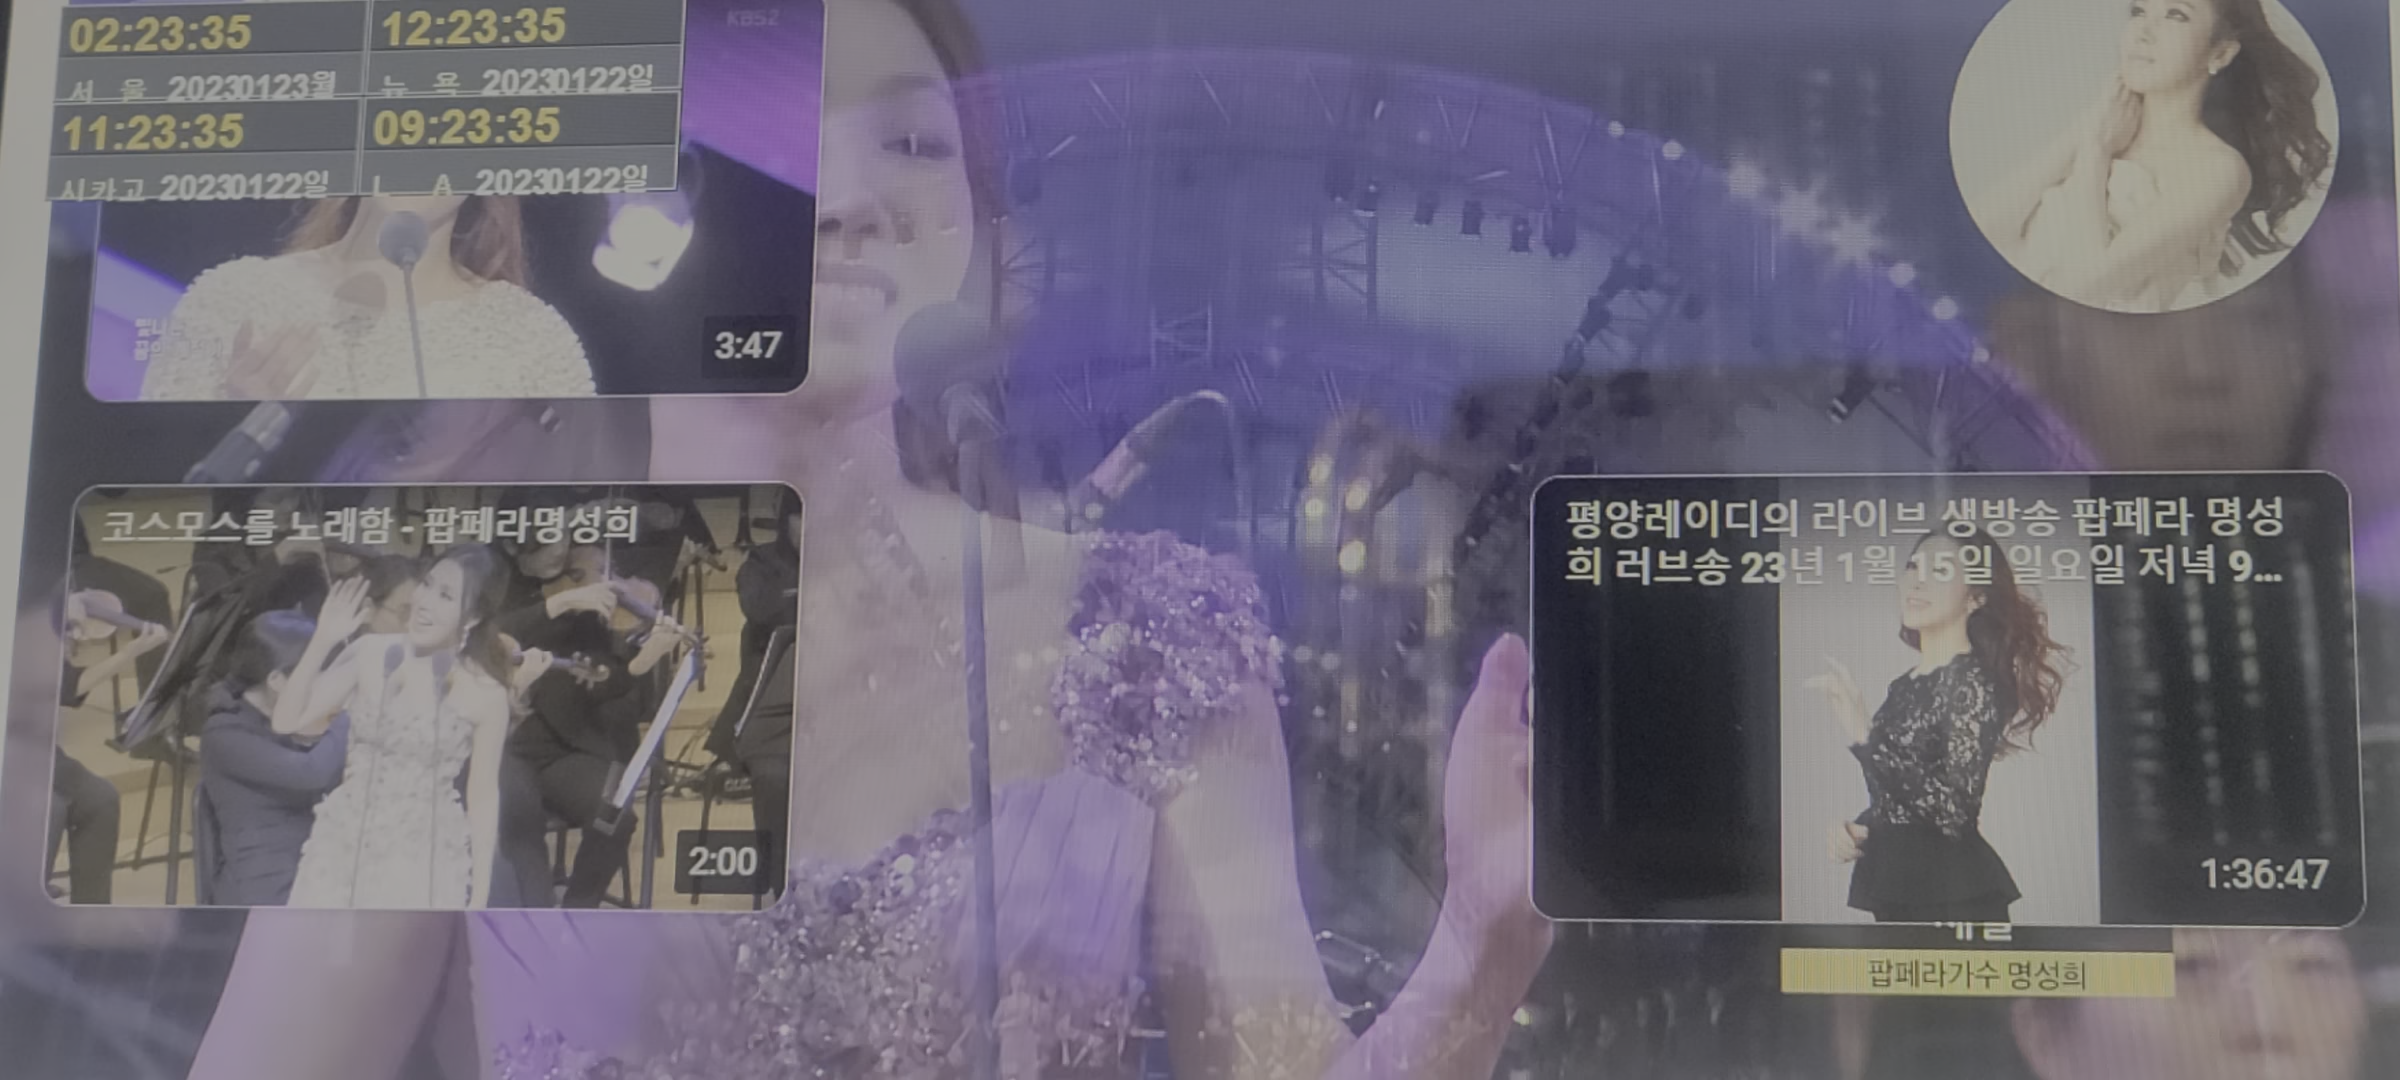 02:23:35
12:23:35
KBS2
서 울 20230123월
뉴 욕 20230122일
11:23:35
09:23:35
시카고 20230122일
L A 20230122일
3:47
코스모스를 노래함 - 팝페라명성희
2:00
평양레이디의 라이브 생방송 팝페라 명성
희 러브송 23년 1월 15일 일요일 저녁 9...
1:36:47
팝페라가수 명성희